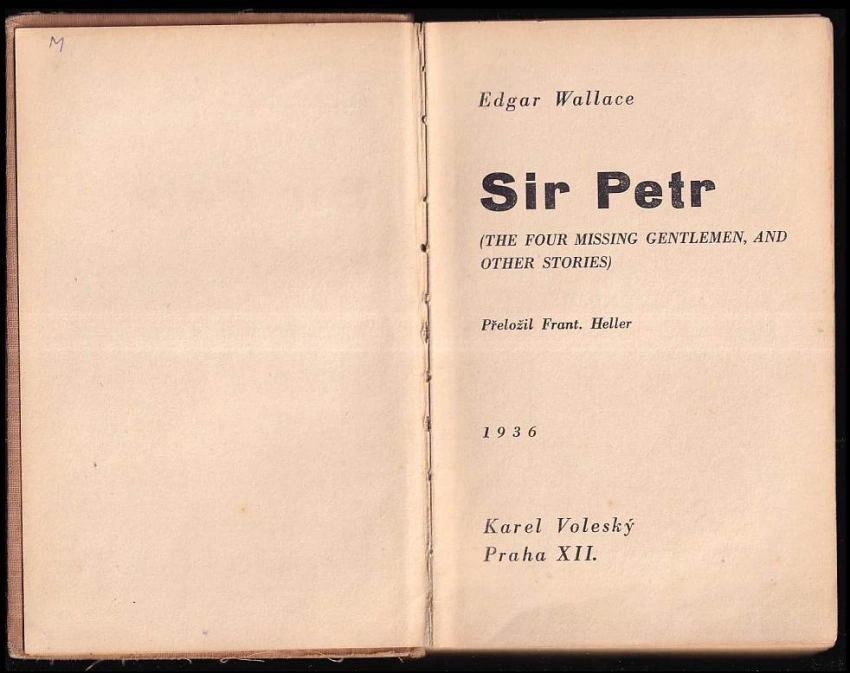 M
Edgar Wallace
Sir Petr
(THE FOUR MISSING GENTLEMEN, AND
OTHER STORIES)
Přeložil Frant. Heller
1936
Karel Voleský
Praha XII.